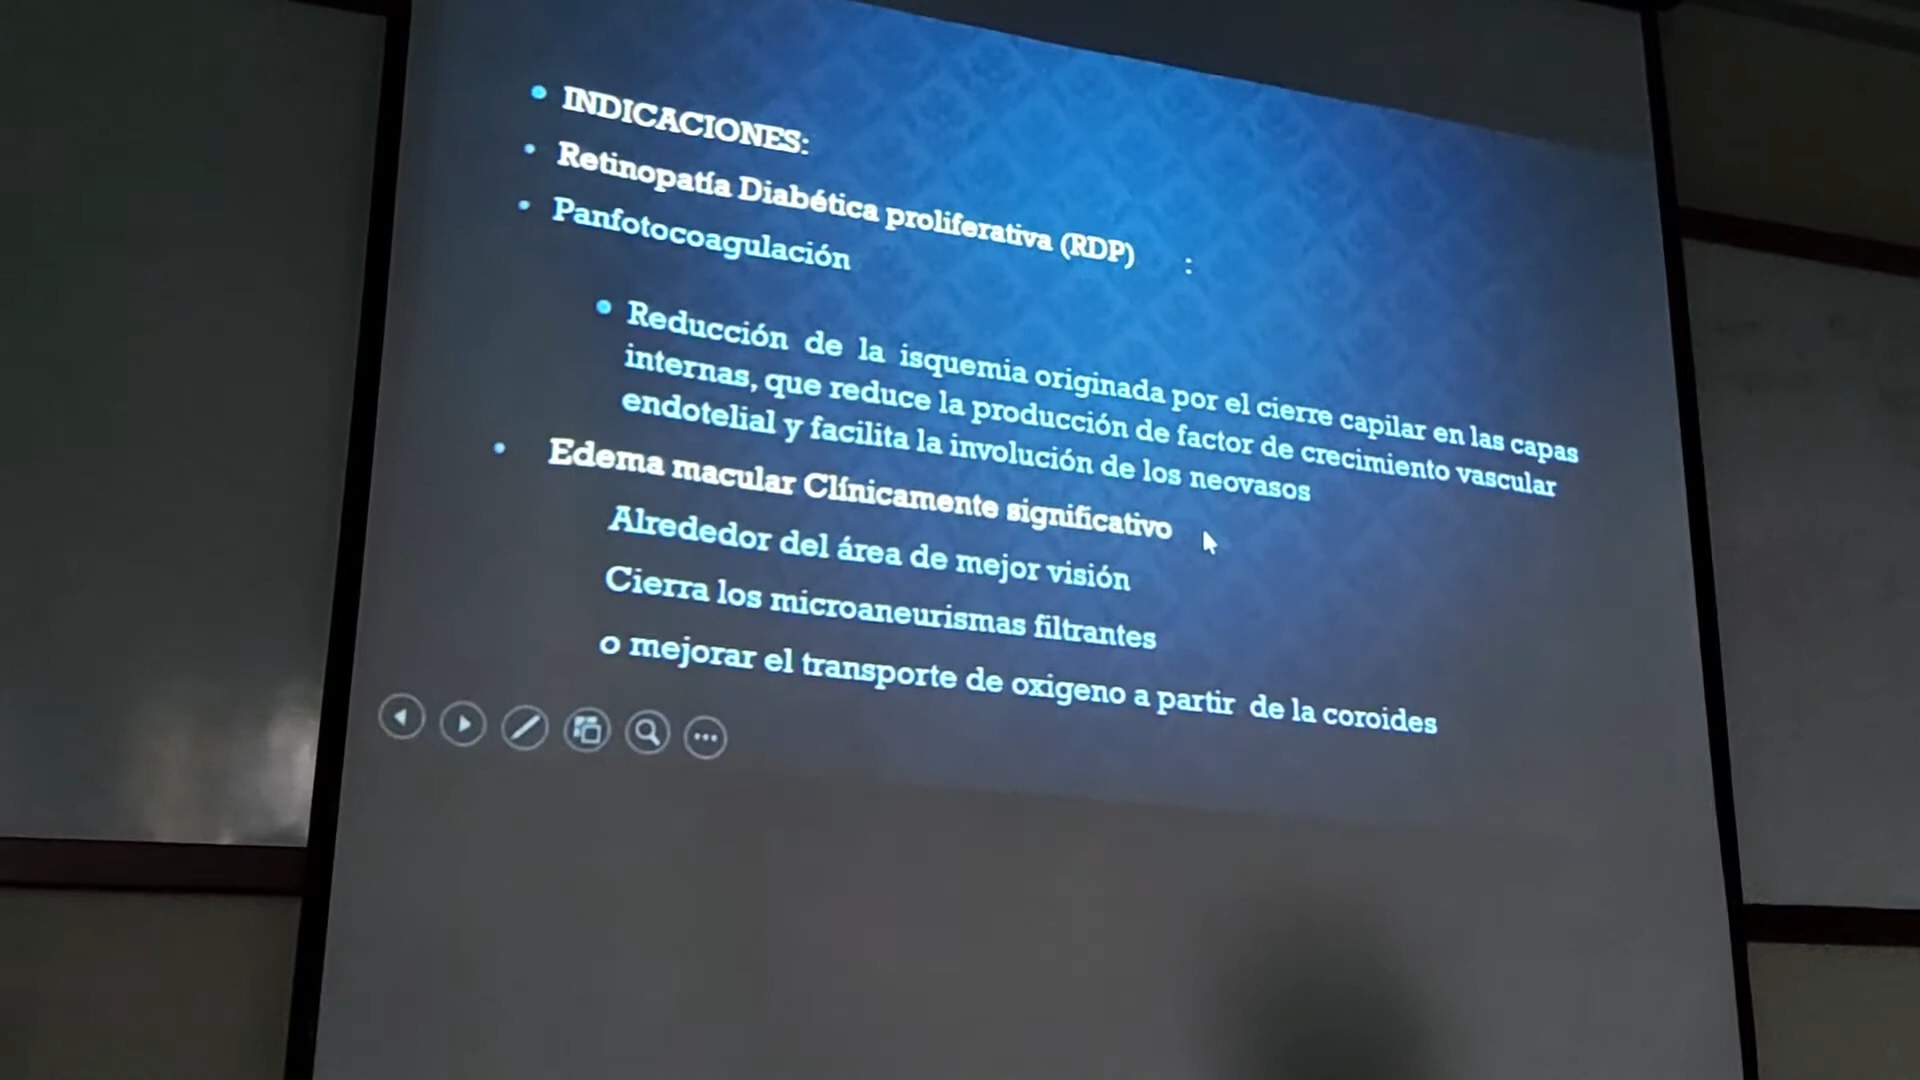 INDICACIONES:
Retinopatía Diabética proliferativa (RDP) :
Panfotocoagulación
Reducción de la isquemia originada por el cierre capilar en las capas
internas, que reduce la producción de factor de crecimiento vascular
endotelial y facilita la involución de los neovasos
Edema macular Clínicamente significativo
Alrededor del área de mejor visión
Cierra los microaneurismas filtrantes
o mejorar el transporte de oxigeno a partir de la coroides